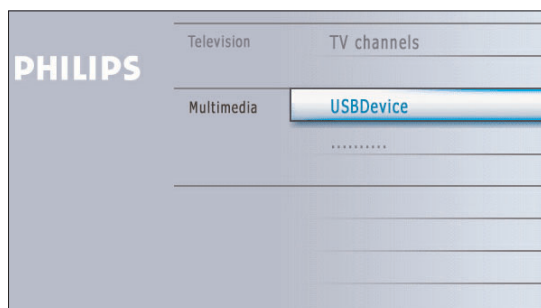 Television TV channels
PHILIPS
Multimedia USBDevice
..........